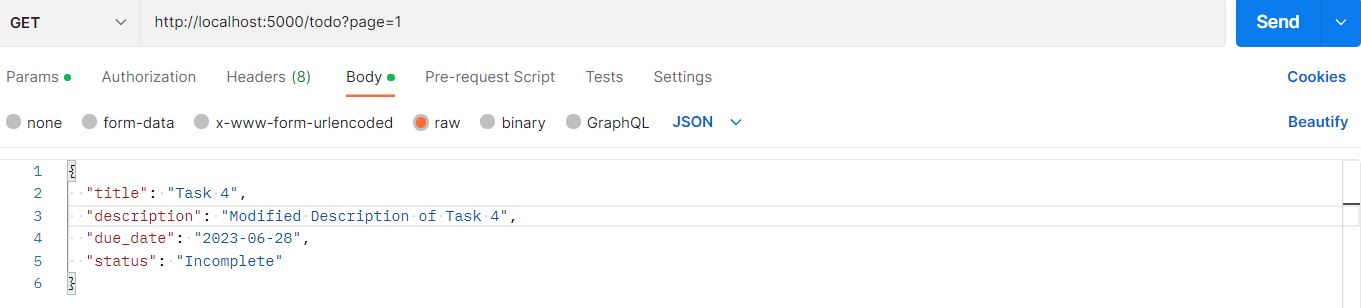 GET http://localhost:5000/todo?page=1 Send
Params Authorization Headers (8) Body Pre-request Script Tests Settings Cookies
none form-data x-www-form-urlencoded raw binary GraphQL JSON Beautify
1 {
2 "title": "Task 4",
3 "description": "Modified Description of Task 4",
4 "due_date": "2023-06-28",
5 "status": "Incomplete"
6 }